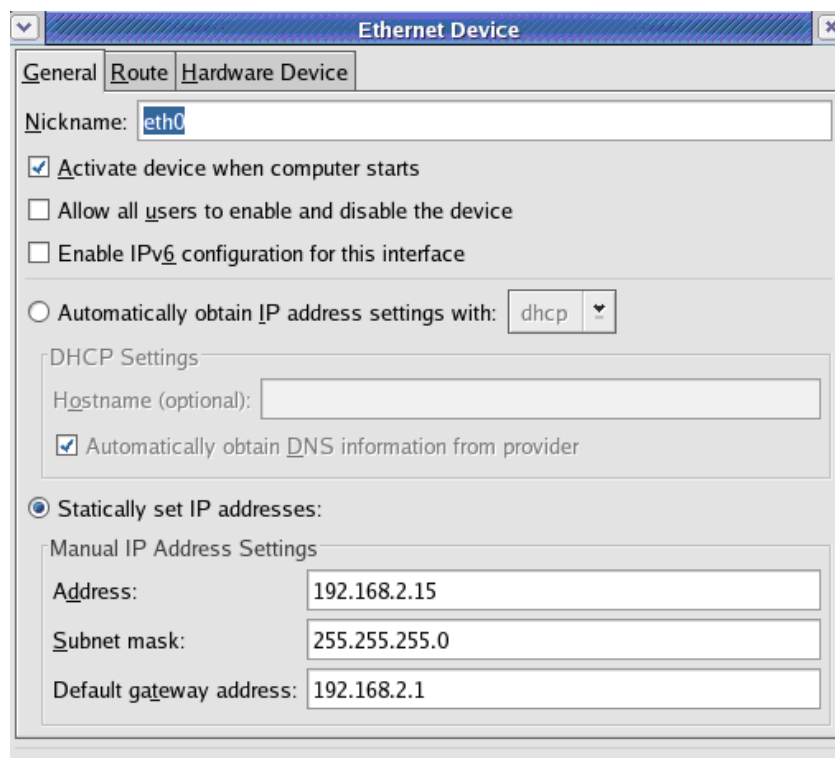 Ethernet Device
General Route Hardware Device
Nickname: eth0
Activate device when computer starts
Allow all users to enable and disable the device
Enable IPv6 configuration for this interface
Automatically obtain IP address settings with: dhcp
DHCP Settings
Hostname (optional):
Automatically obtain DNS information from provider
Statically set IP addresses:
Manual IP Address Settings
Address: 192.168.2.15
Subnet mask: 255.255.255.0
Default gateway address: 192.168.2.1